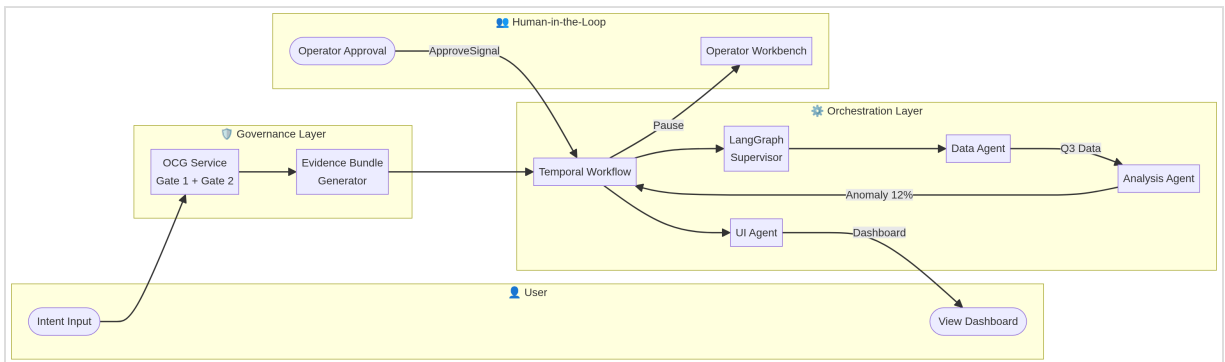 👥 Human-in-the-Loop
Operator Approval
ApproveSignal
Operator Workbench
⚙️ Orchestration Layer
Pause
🛡️ Governance Layer
LangGraph
Supervisor
Data Agent
Q3 Data
OCG Service
Gate 1 + Gate 2
Evidence Bundle
Generator
Temporal Workflow
Analysis Agent
Anomaly 12%
UI Agent
Dashboard
👤 User
Intent Input
View Dashboard